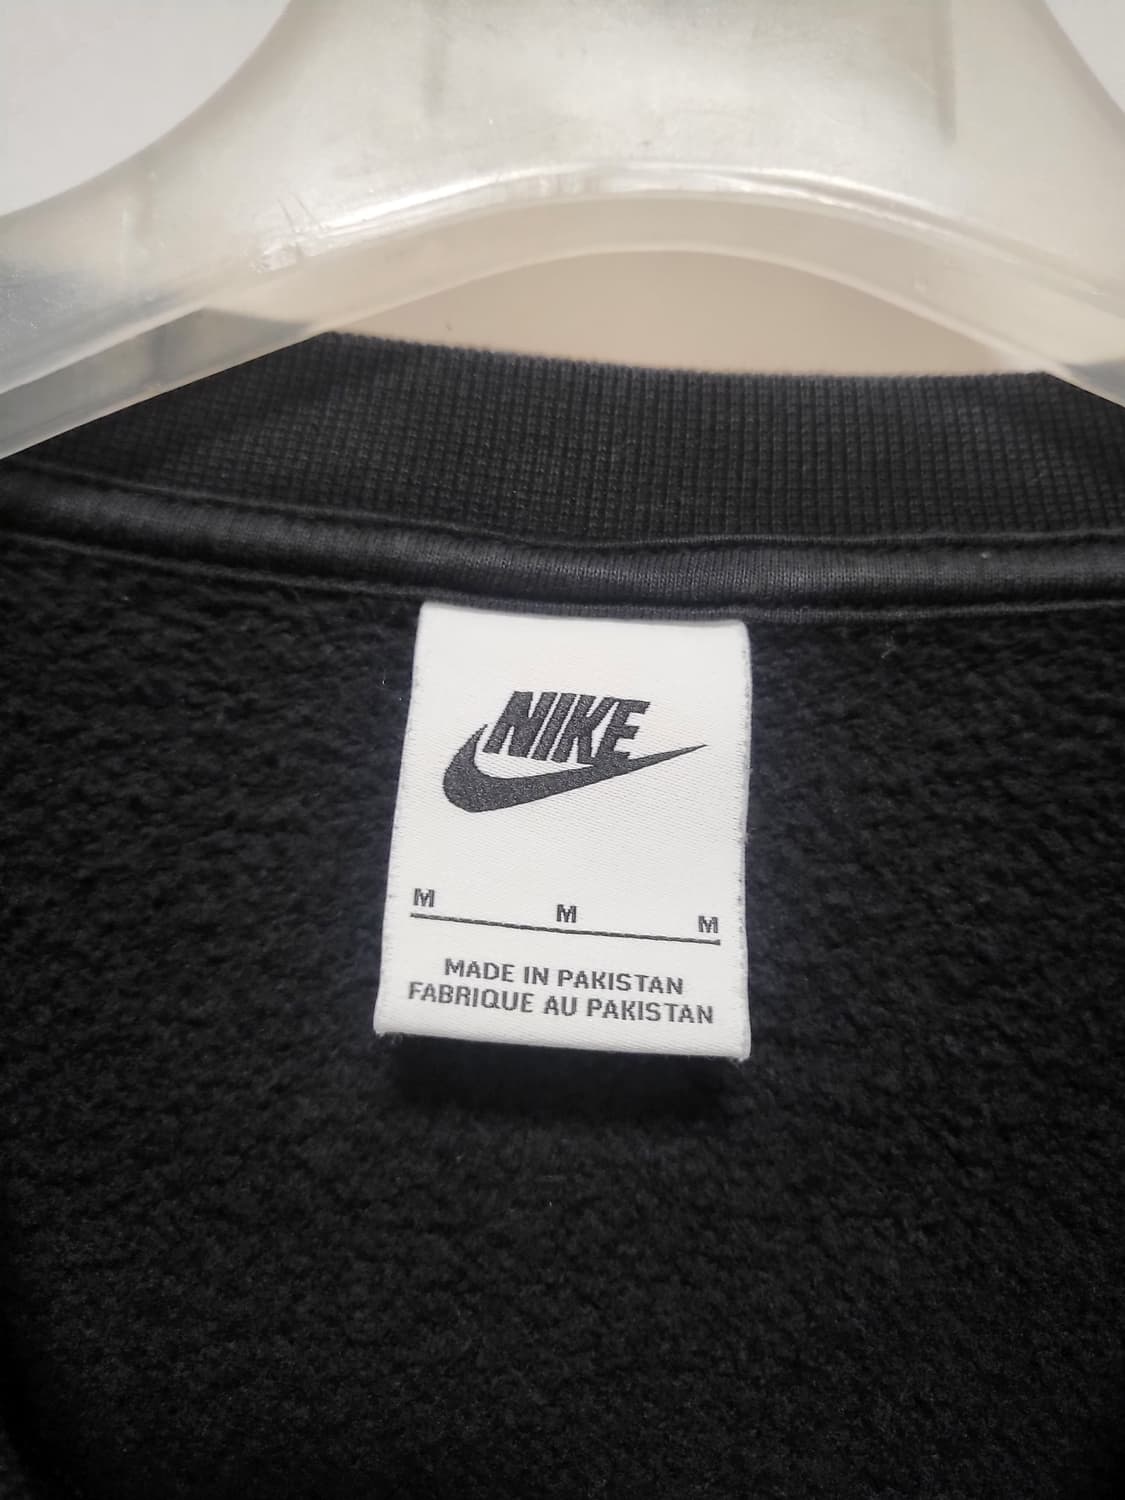 NIKE
M M M
MADE IN PAKISTAN
FABRIQUE AU PAKISTAN